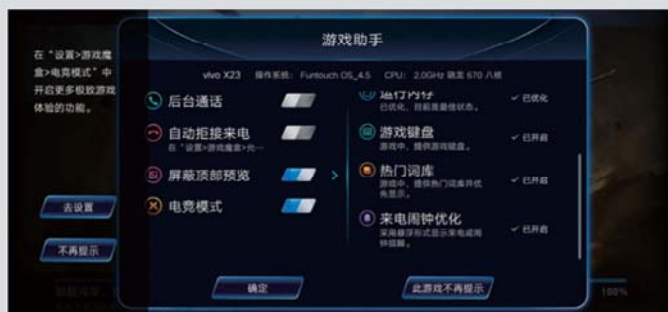 游戏助手
vivo X23 操作系统: Funtouch OS_4.5 CPU: 2.0GHz 骁龙 670 八核
在“设置>游戏魔
盒>电竞模式”中
开启更多极致游戏
体验的功能。
去设置
不再提示
后台通话
自动拒接来电
在“设置>游戏魔盒>允…
屏蔽顶部预览
电竞模式
运行内存
已优化，目前是最佳状态。
✓ 已优化
游戏键盘
游戏中，提供游戏键盘。
✓ 已开启
热门词库
游戏中，提供热门词库并优
先显示。
✓ 已开启
来电闹钟优化
采用悬浮形式显示来电或闹
钟提醒。
✓ 已开启
确定
此游戏不再提示
100%